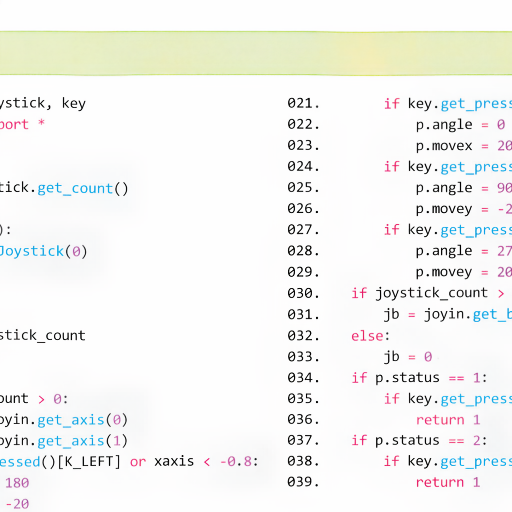 ystick, key
port *
tick.get_count()
):
Joystick(0)
stick_count
ount > 0:
oyin.get_axis(0)
oyin.get_axis(1)
essed()[K_LEFT] or xaxis < -0.8:
180
-20
021. if key.get_press
022. p.angle = 0
023. p.movex = 20
024. if key.get_press
025. p.angle = 90
026. p.movey = -2
027. if key.get_press
028. p.angle = 27
029. p.movey = 20
030. if joystick_count >
031. jb = joyin.get_b
032. else:
033. jb = 0
034. if p.status == 1:
035. if key.get_press
036. return 1
037. if p.status == 2:
038. if key.get_press
039. return 1